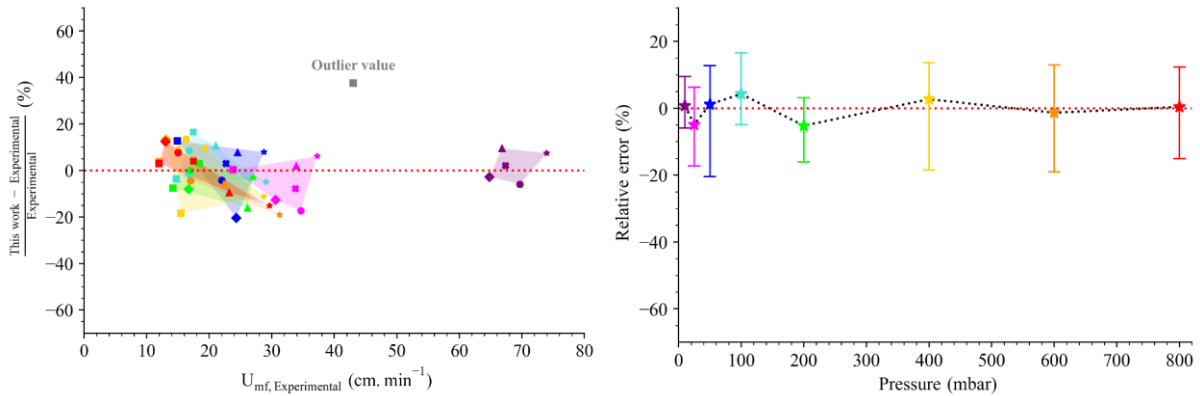 60
40
20
0
−20
−40
−60
This work − Experimental
Experimental
(%)
Outlier value
0 10 20 30 40 50 60 70 80
U_mf, Experimental (cm. min⁻¹)
20
0
−20
−40
−60
Relative error (%)
0 100 200 300 400 500 600 700 800
Pressure (mbar)